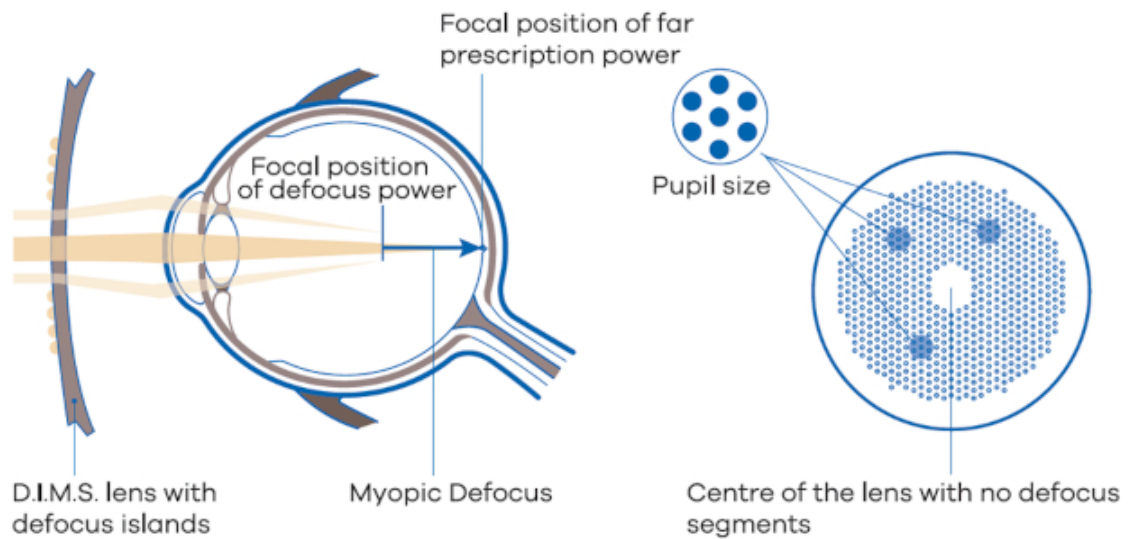 Focal position of far
prescription power
Focal position
of defocus power
Pupil size
D.I.M.S. lens with
defocus islands
Myopic Defocus
Centre of the lens with no defocus
segments